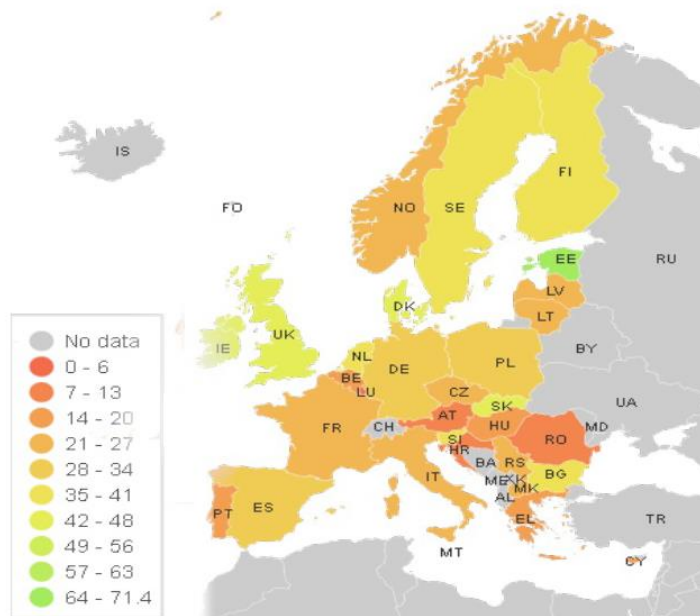 IS
FI
FO
NO
SE
EE
RU
LV
DK
LT
IE
UK
BY
NL
PL
BE
DE
LU
CZ
UA
SK
AT
MD
FR
CH
HU
RO
SI
HR
BA
RS
IT
ME
XK
BG
AL
MK
PT
ES
EL
TR
MT
CY
No data
0 - 6
7 - 13
14 - 20
21 - 27
28 - 34
35 - 41
42 - 48
49 - 56
57 - 63
64 - 71.4